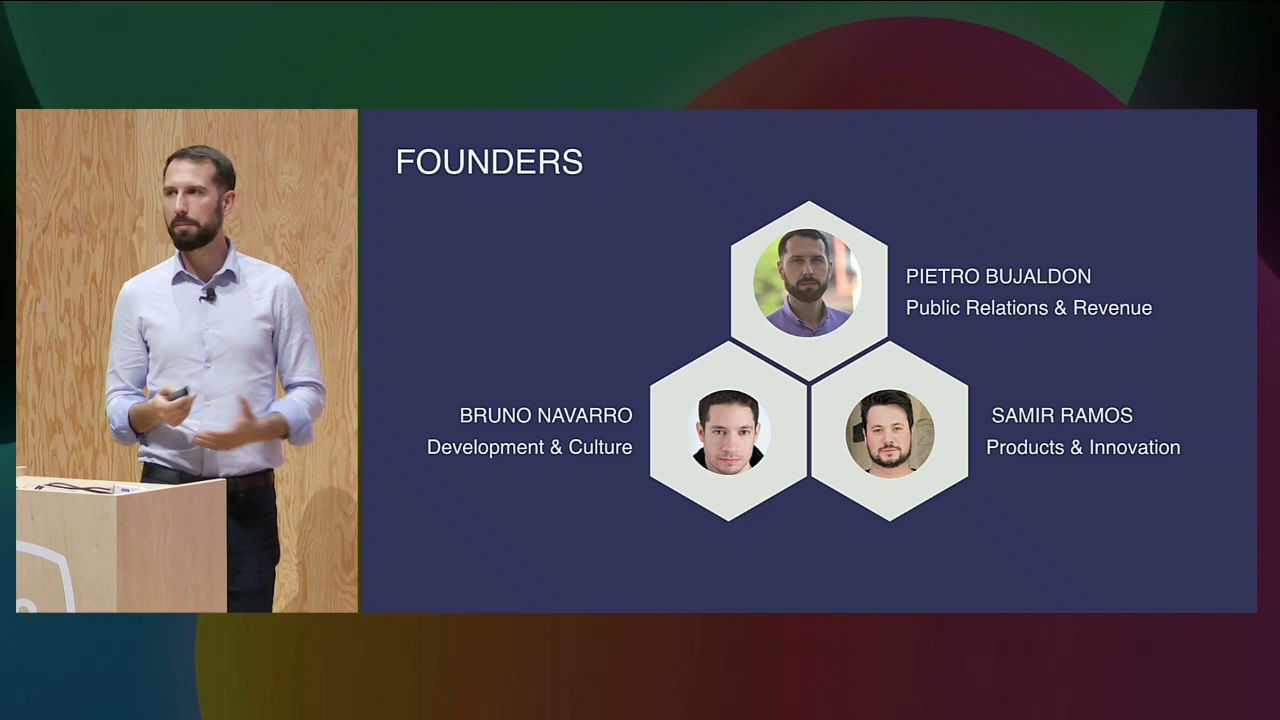 FOUNDERS
PIETRO BUJALDON
Public Relations & Revenue
BRUNO NAVARRO
Development & Culture
SAMIR RAMOS
Products & Innovation